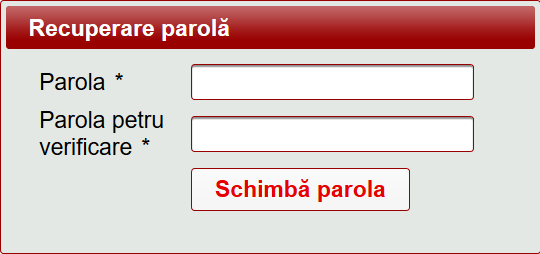 Recuperare parolă
Parola *
Parola petru
verificare *
Schimbă parola